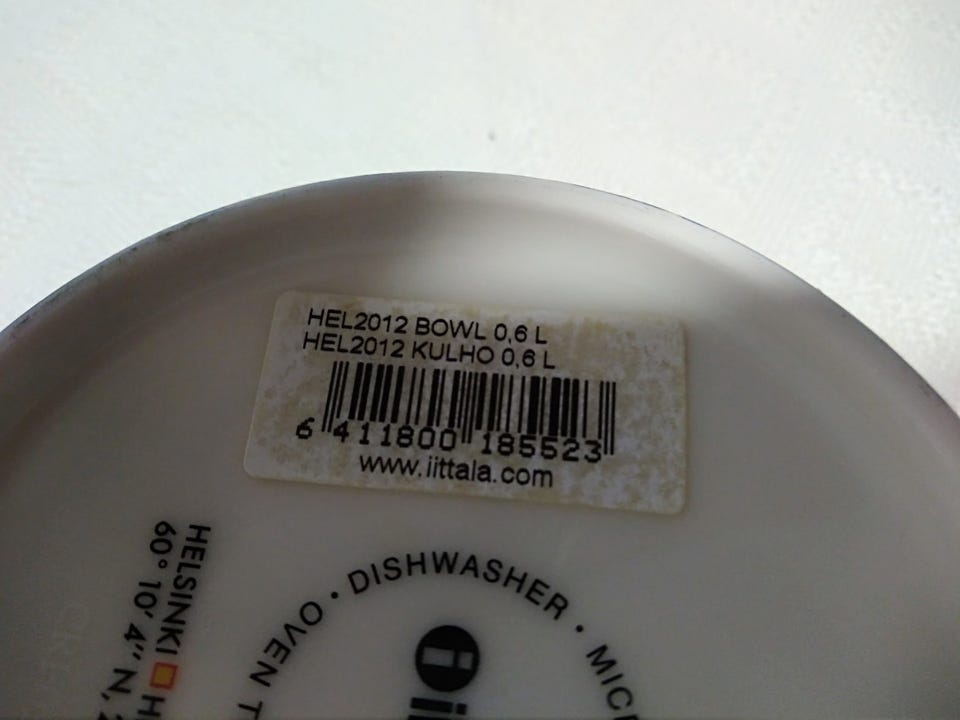 HEL2012 BOWL 0,6 L
HEL2012 KULHO 0,6 L
6 411800 185523
www.iittala.com
HELSINKI
60° 10' 4" N,
OVEN · DISHWASHER ·